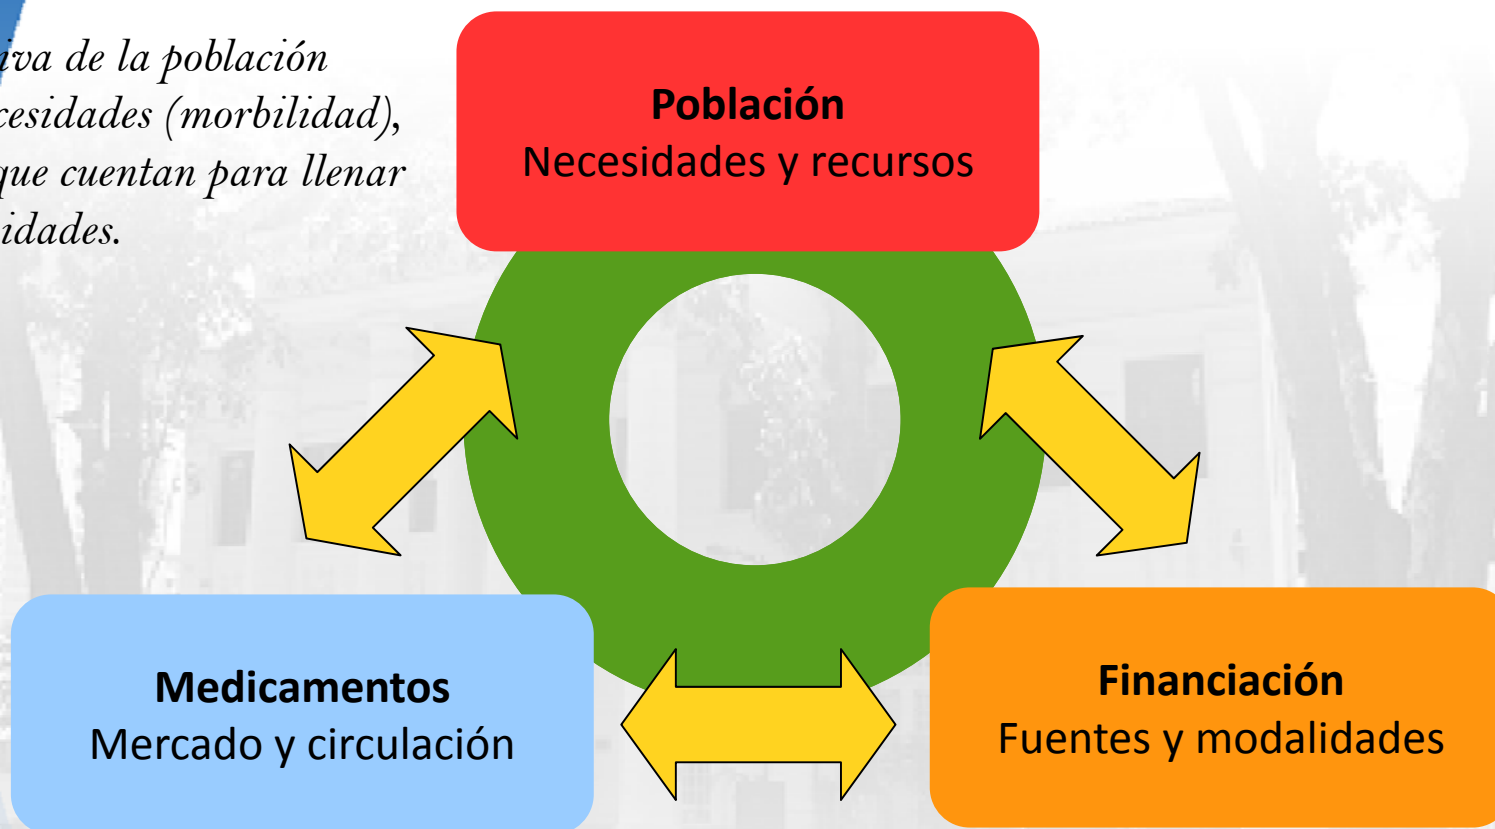 iva de la población
cesidades (morbilidad),
que cuentan para llenar
idades.
Población
Necesidades y recursos
Medicamentos
Mercado y circulación
Financiación
Fuentes y modalidades